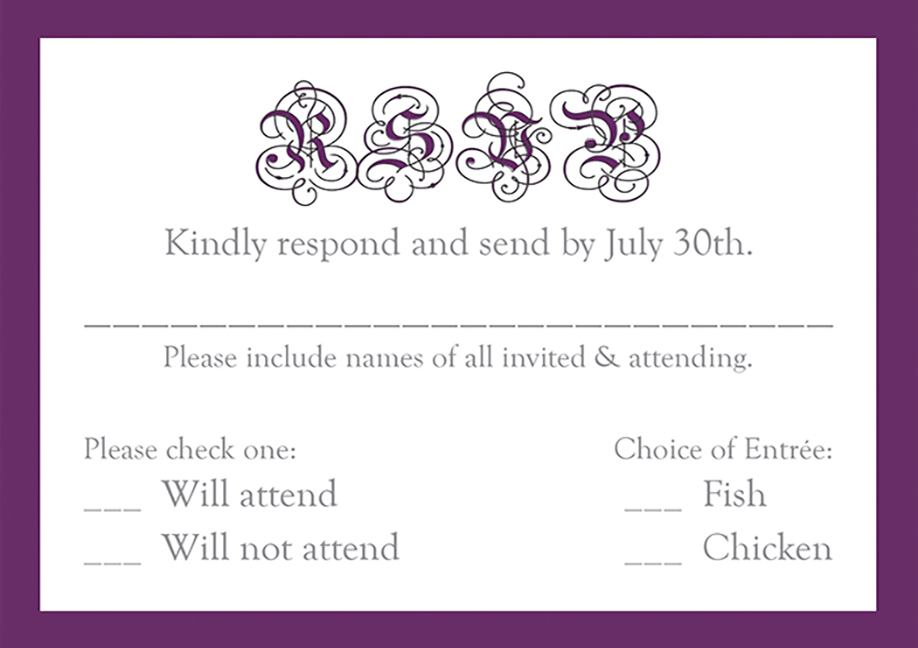 RSVP
Kindly respond and send by July 30th.
Please include names of all invited & attending.
Please check one:
___ Will attend
___ Will not attend
Choice of Entrée:
___ Fish
___ Chicken